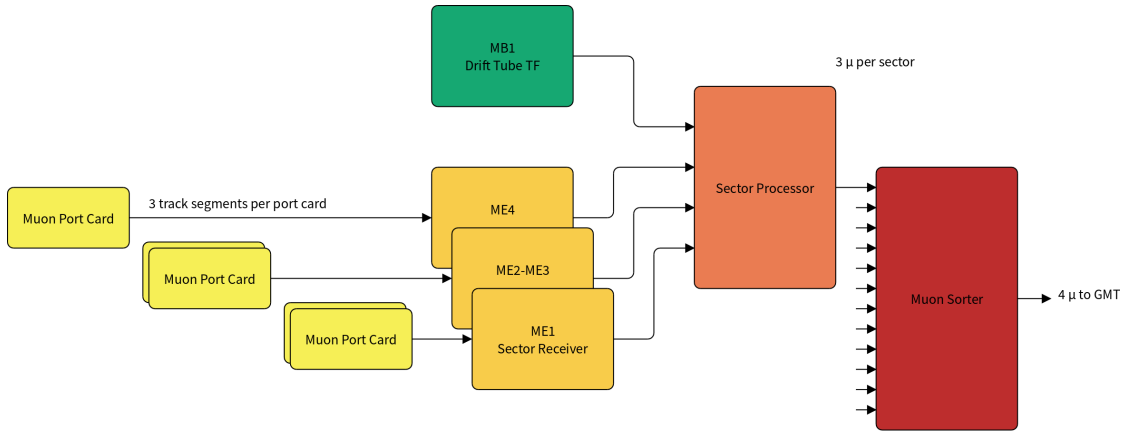 MB1
Drift Tube TF
3 µ per sector
Sector Processor
Muon Port Card
3 track segments per port card
ME4
Muon Port Card
ME2-ME3
Muon Port Card
ME1
Sector Receiver
Muon Sorter
4 µ to GMT